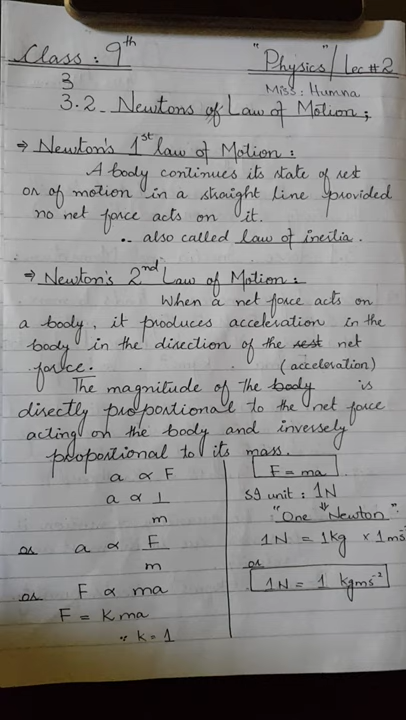 Class : 9th
"Physics" / Lec # 2
3
Miss : Humna
3.2 - Newtons of Law of Motion ;
⇒ Newton's 1st law of Motion :
A body continues its state of rest
or of motion in a straight line provided
no net force acts on it.
∴ also called law of inertia.
⇒ Newton's 2nd Law of Motion :
When a net force acts on
a body, it produces acceleration in the
body in the direction of the rest net
force.
(acceleration)
The magnitude of the body is
directly proportional to the net force
acting on the body and inversely
proportional to its mass.
a ∝ F
a ∝ 1/m
or a ∝ F/m
or F ∝ ma
F = K ma
∵ k = 1
F = ma
SI unit : 1N
⇓
"One Newton".
1N = 1kg × 1ms⁻²
or
1N = 1 kgms⁻²